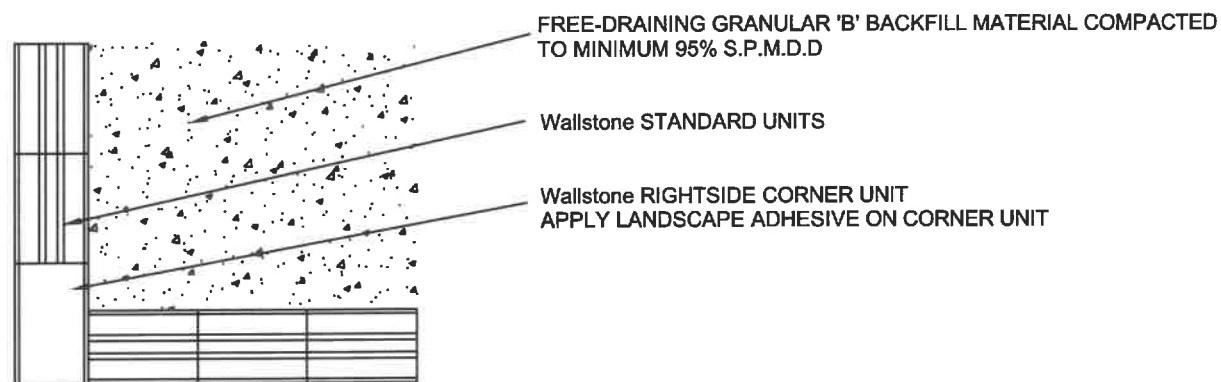 FREE-DRAINING GRANULAR 'B' BACKFILL MATERIAL COMPACTED
TO MINIMUM 95% S.P.M.D.D
Wallstone STANDARD UNITS
Wallstone RIGHTSIDE CORNER UNIT
APPLY LANDSCAPE ADHESIVE ON CORNER UNIT